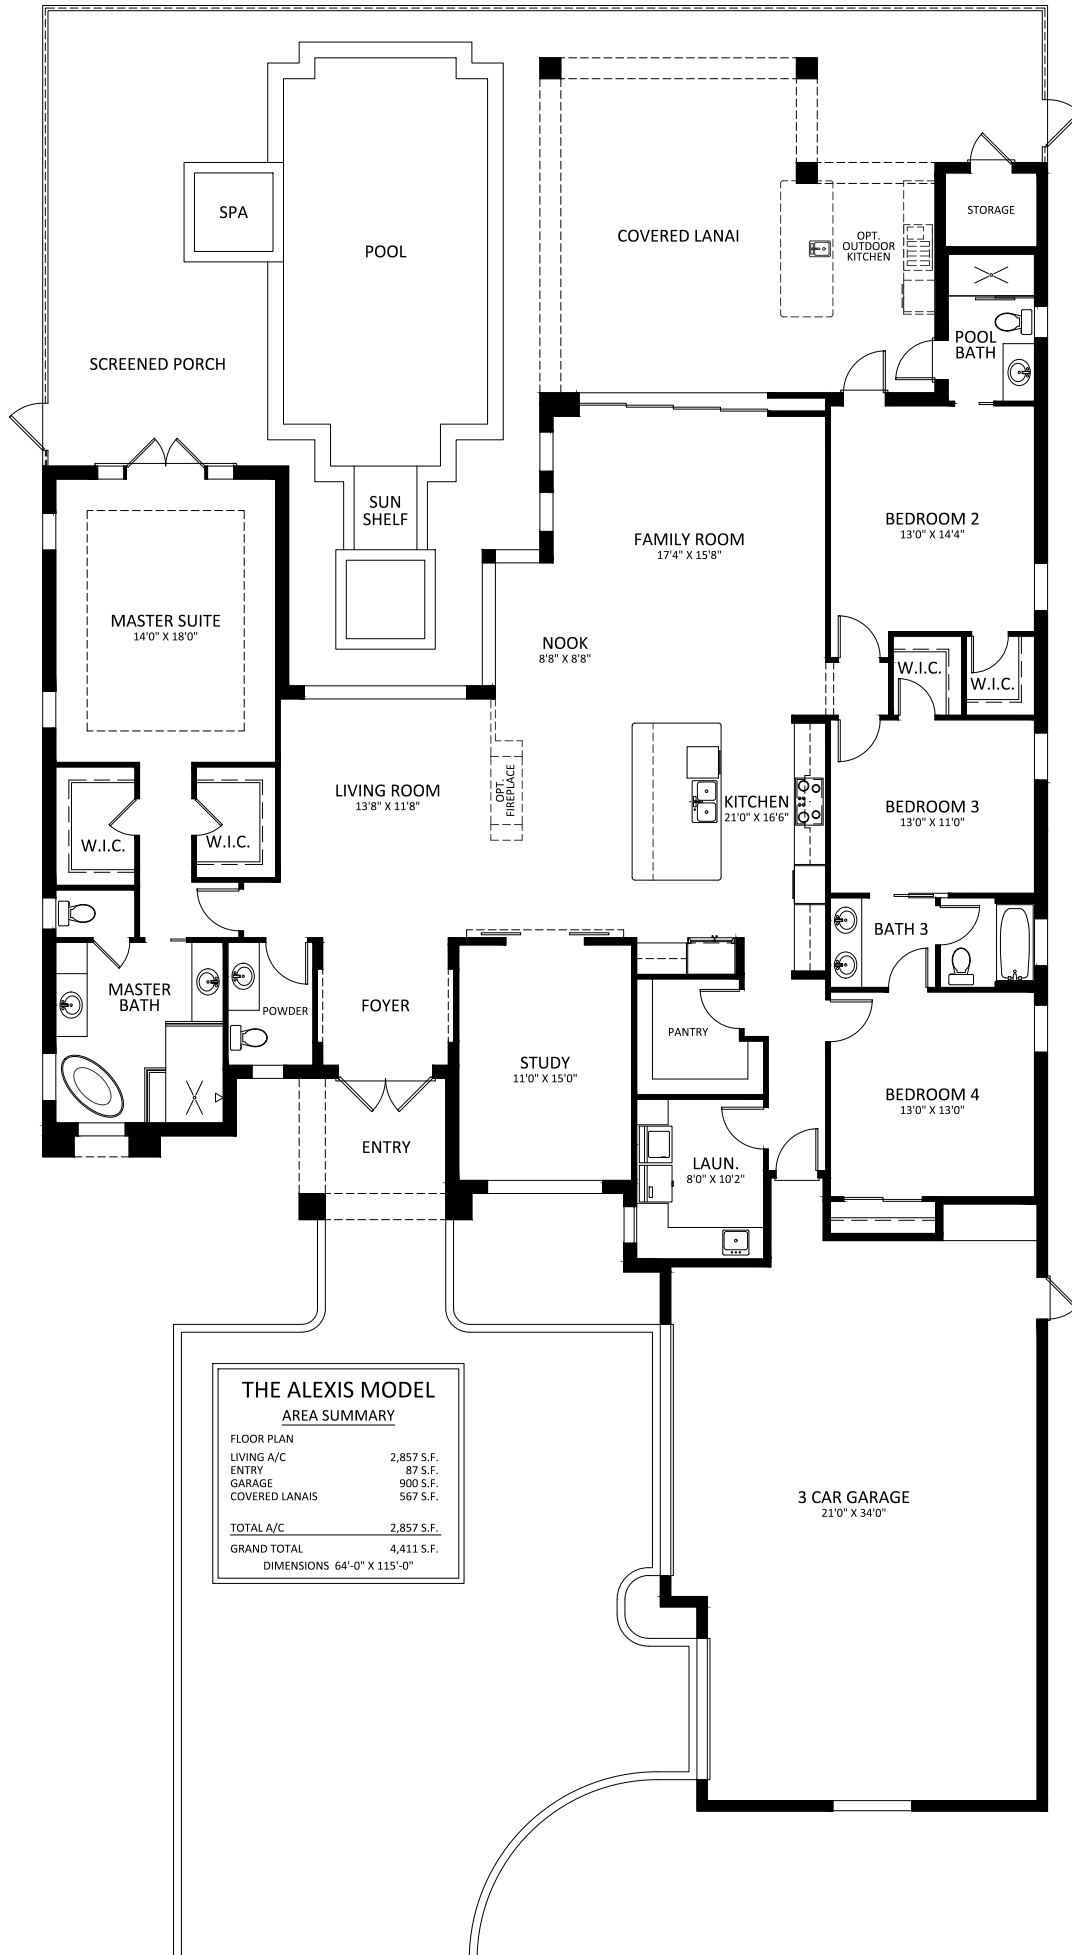 SPA
POOL
COVERED LANAI
OPT.
OUTDOOR
KITCHEN
STORAGE
POOL
BATH
SCREENED PORCH
SUN
SHELF
BEDROOM 2
13'0" X 14'4"
FAMILY ROOM
17'4" X 15'8"
MASTER SUITE
14'0" X 18'0"
NOOK
8'8" X 8'8"
W.I.C.
W.I.C.
LIVING ROOM
13'8" X 11'8"
OPT.
FIREPLACE
KITCHEN
21'0" X 16'6"
BEDROOM 3
13'0" X 11'0"
W.I.C.
W.I.C.
BATH 3
MASTER
BATH
POWDER
FOYER
PANTRY
STUDY
11'0" X 15'0"
BEDROOM 4
13'0" X 13'0"
ENTRY
LAUN.
8'0" X 10'2"
THE ALEXIS MODEL
AREA SUMMARY
FLOOR PLAN
LIVING A/C 2,857 S.F.
ENTRY 87 S.F.
GARAGE 900 S.F.
COVERED LANAIS 567 S.F.
TOTAL A/C 2,857 S.F.
GRAND TOTAL 4,411 S.F.
DIMENSIONS 64'-0" X 115'-0"
3 CAR GARAGE
21'0" X 34'0"